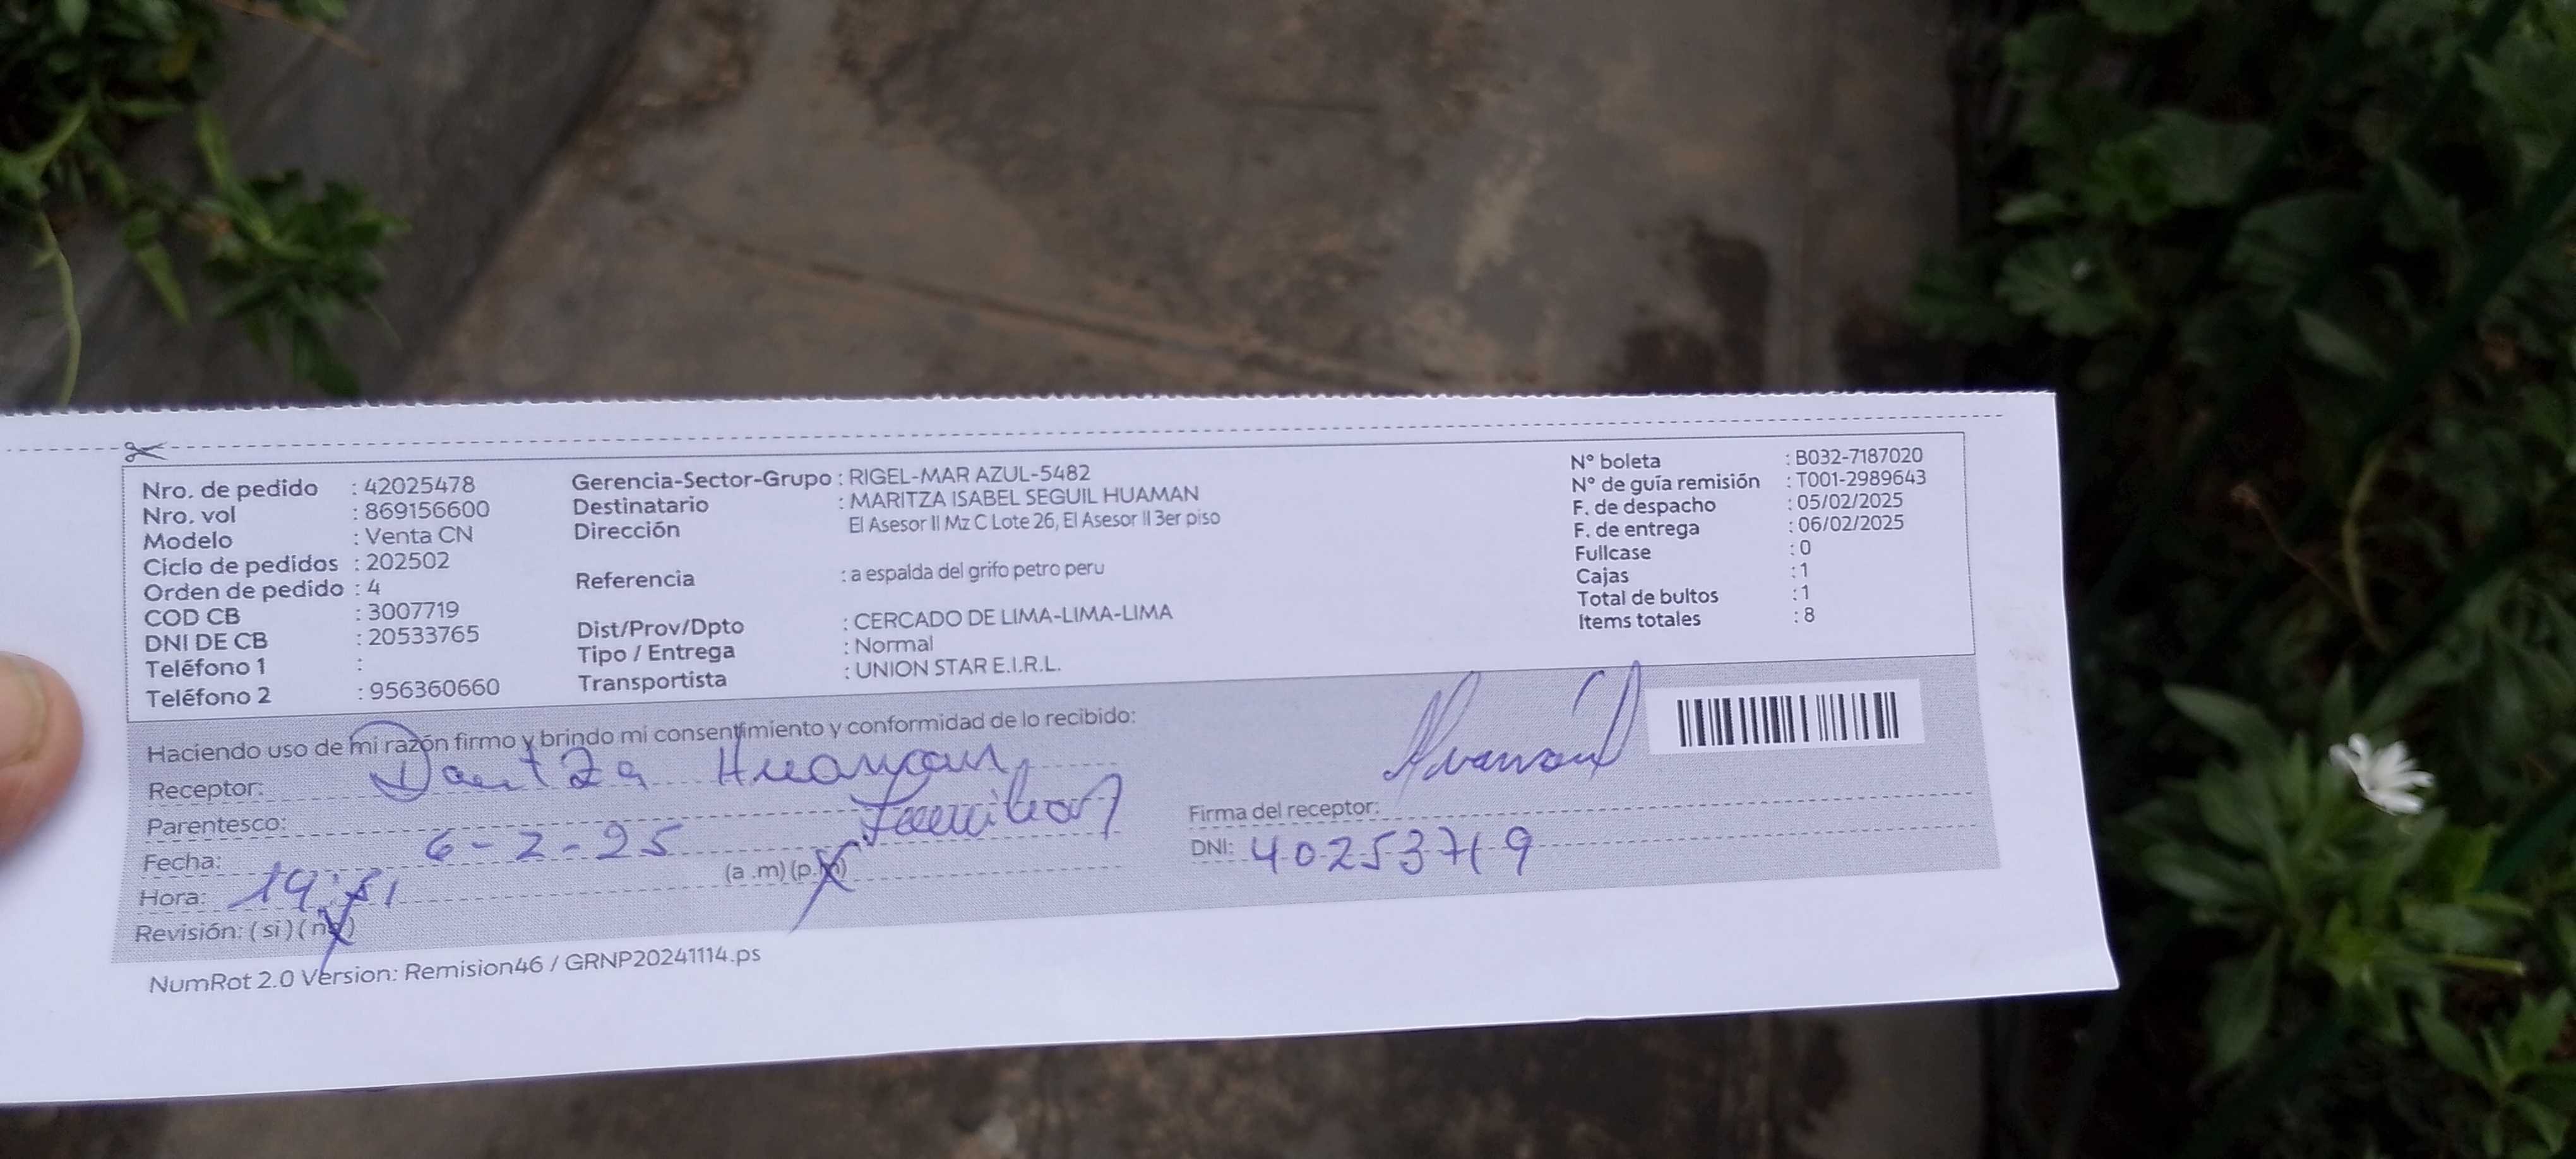 Nro. de pedido : 42025478
Nro. vol : 869156600
Modelo : Venta CN
Ciclo de pedidos : 202502
Orden de pedido : 4
COD CB : 3007719
DNI DE CB : 20533765
Teléfono 1 :
Teléfono 2 : 956360660
Gerencia-Sector-Grupo : RIGEL-MAR AZUL-5482
Destinatario : MARITZA ISABEL SEGUIL HUAMAN
Dirección El Asesor II Mz C Lote 26, El Asesor II 3er piso
Referencia : a espalda del grifo petro peru
Dist/Prov/Dpto : CERCADO DE LIMA-LIMA-LIMA
Tipo / Entrega : Normal
Transportista : UNION STAR E.I.R.L.
N° boleta : B032-7187020
N° de guía remisión : T001-2989643
F. de despacho : 05/02/2025
F. de entrega : 06/02/2025
Fullcase : 0
Cajas : 1
Total de bultos : 1
Items totales : 8
Haciendo uso de mi razón firmo y brindo mi consentimiento y conformidad de lo recibido:
Receptor:
Parentesco:
Fecha: 6-2-25
Hora: (a .m) (p.m)
Revisión: ( si ) ( no )
Firma del receptor:
DNI: 40253719
NumRot 2.0 Version: Remision46 / GRNP20241114.ps